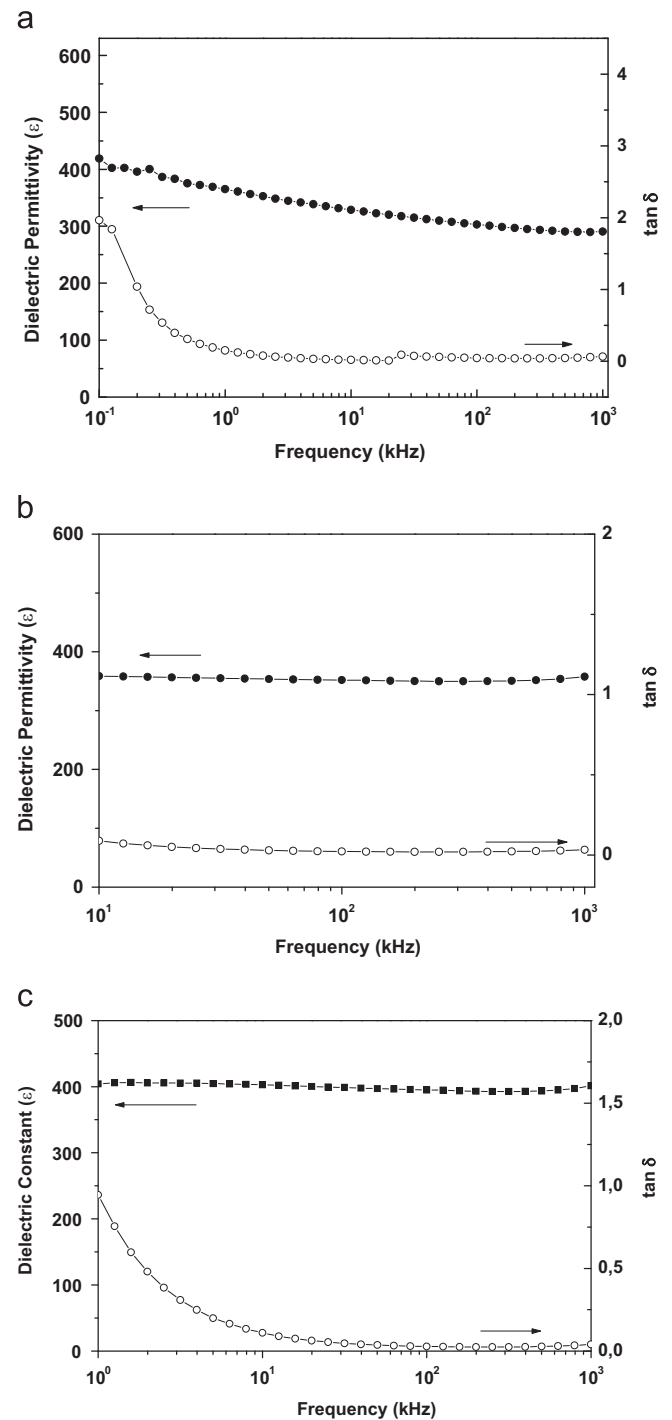 a
600
500
400
300
200
100
0
Dielectric Permittivity (ε)
4
3
2
1
0
tan δ
10-1 100 101 102 103
Frequency (kHz)
b
600
400
200
0
Dielectric Permittivity (ε)
2
1
0
tan δ
101 102 103
Frequency (kHz)
c
500
400
300
200
100
0
Dielectric Constant (ε)
2,0
1,5
1,0
0,5
0,0
tan δ
100 101 102 103
Frequency (kHz)